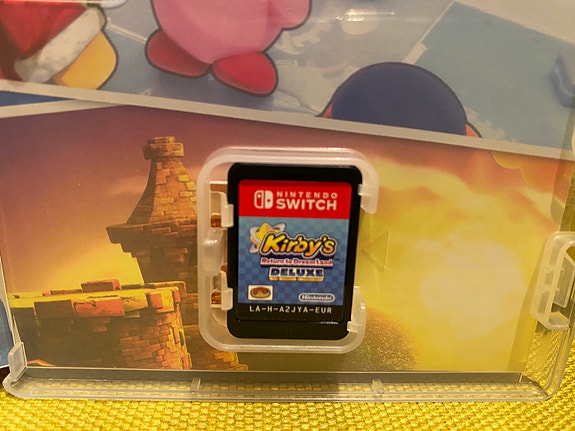 NINTENDO
SWITCH
Kirby's
Return to Dream Land
DELUXE
Nintendo
LA-H-A2JYA-EUR